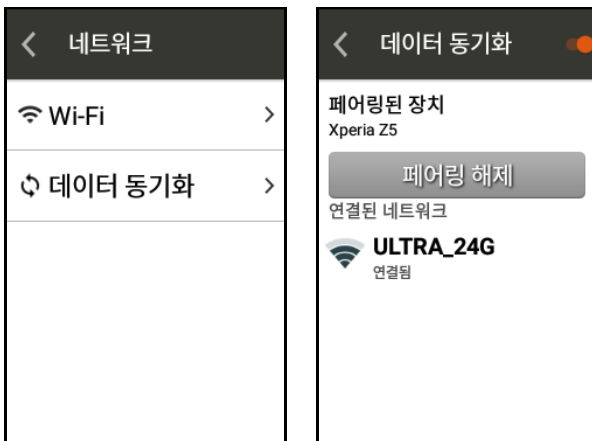 네트워크
Wi-Fi
데이터 동기화
데이터 동기화
페어링된 장치
Xperia Z5
페어링 해제
연결된 네트워크
ULTRA_24G
연결됨